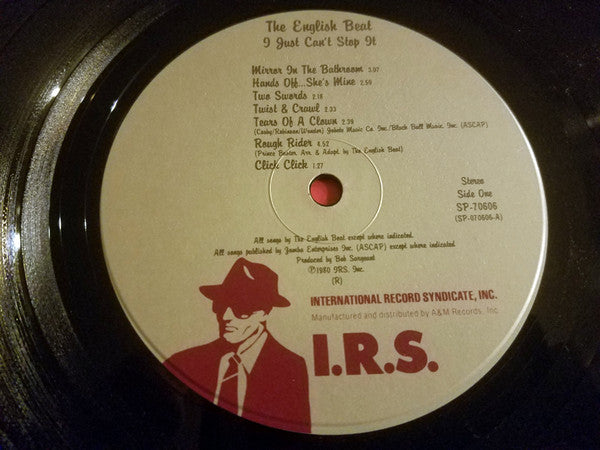 The English Beat
I Just Can't Stop It
Mirror In The Bathroom 3:07
Hands Off...She's Mine 2:59
Two Swords 2:18
Twist & Crawl 2:33
Tears Of A Clown 2:39
(Cosby/Robinson/Wonder) Jobete Music Co. Inc./Black Bull Music, Inc. (ASCAP)
Rough Rider 4:52
(Prince Buster, Arr. & Adapt. by The English Beat)
Click Click 1:27
Stereo
Side One
SP-70606
(SP-070606-A)
All songs by The English Beat except where indicated.
All songs published by Zomba Enterprises Inc. (ASCAP) except where indicated.
Produced by Bob Sargeant
℗1980 IRS. Inc.
(R)
INTERNATIONAL RECORD SYNDICATE, INC.
Manufactured and distributed by A&M Records, Inc.
I.R.S.